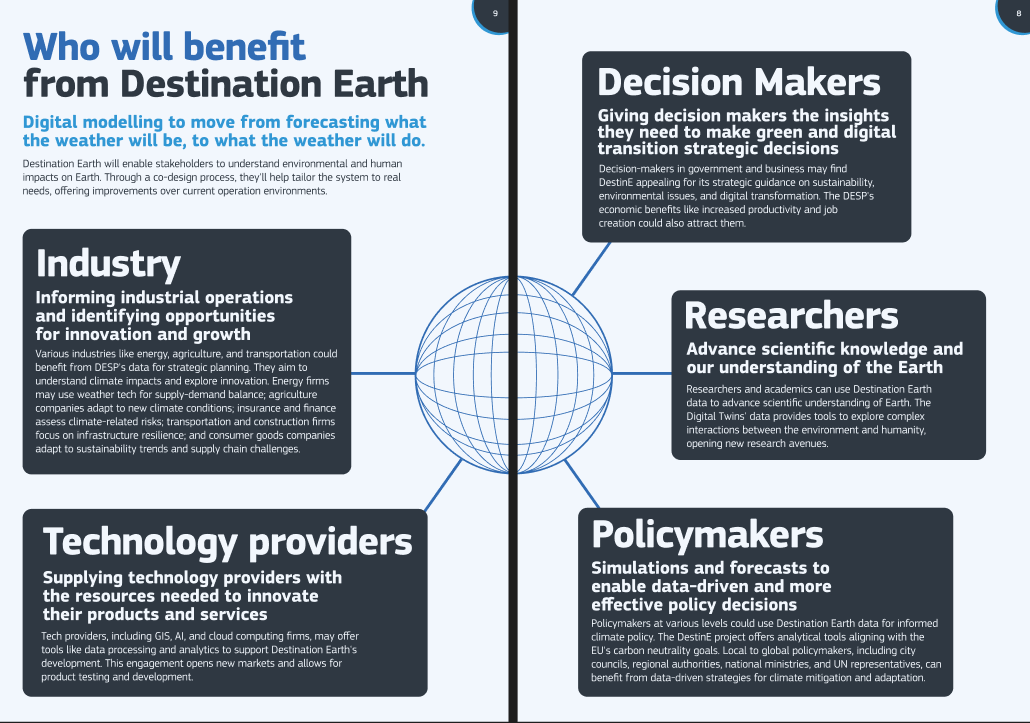 9
Who will benefit
from Destination Earth
Digital modelling to move from forecasting what
the weather will be, to what the weather will do.
Destination Earth will enable stakeholders to understand environmental and human
impacts on Earth. Through a co-design process, they'll help tailor the system to real
needs, offering improvements over current operation environments.
Industry
Informing industrial operations
and identifying opportunities
for innovation and growth
Various industries like energy, agriculture, and transportation could
benefit from DESP's data for strategic planning. They aim to
understand climate impacts and explore innovation. Energy firms
may use weather tech for supply-demand balance; agriculture
companies adapt to new climate conditions; insurance and finance
assess climate-related risks; transportation and construction firms
focus on infrastructure resilience; and consumer goods companies
adapt to sustainability trends and supply chain challenges.
Technology providers
Supplying technology providers with
the resources needed to innovate
their products and services
Tech providers, including GIS, AI, and cloud computing firms, may offer
tools like data processing and analytics to support Destination Earth's
development. This engagement opens new markets and allows for
product testing and development.
8
Decision Makers
Giving decision makers the insights
they need to make green and digital
transition strategic decisions
Decision-makers in government and business may find
DestinE appealing for its strategic guidance on sustainability,
environmental issues, and digital transformation. The DESP's
economic benefits like increased productivity and job
creation could also attract them.
Researchers
Advance scientific knowledge and
our understanding of the Earth
Researchers and academics can use Destination Earth
data to advance scientific understanding of Earth. The
Digital Twins' data provides tools to explore complex
interactions between the environment and humanity,
opening new research avenues.
Policymakers
Simulations and forecasts to
enable data-driven and more
effective policy decisions
Policymakers at various levels could use Destination Earth data for informed
climate policy. The DestinE project offers analytical tools aligning with the
EU's carbon neutrality goals. Local to global policymakers, including city
councils, regional authorities, national ministries, and UN representatives, can
benefit from data-driven strategies for climate mitigation and adaptation.